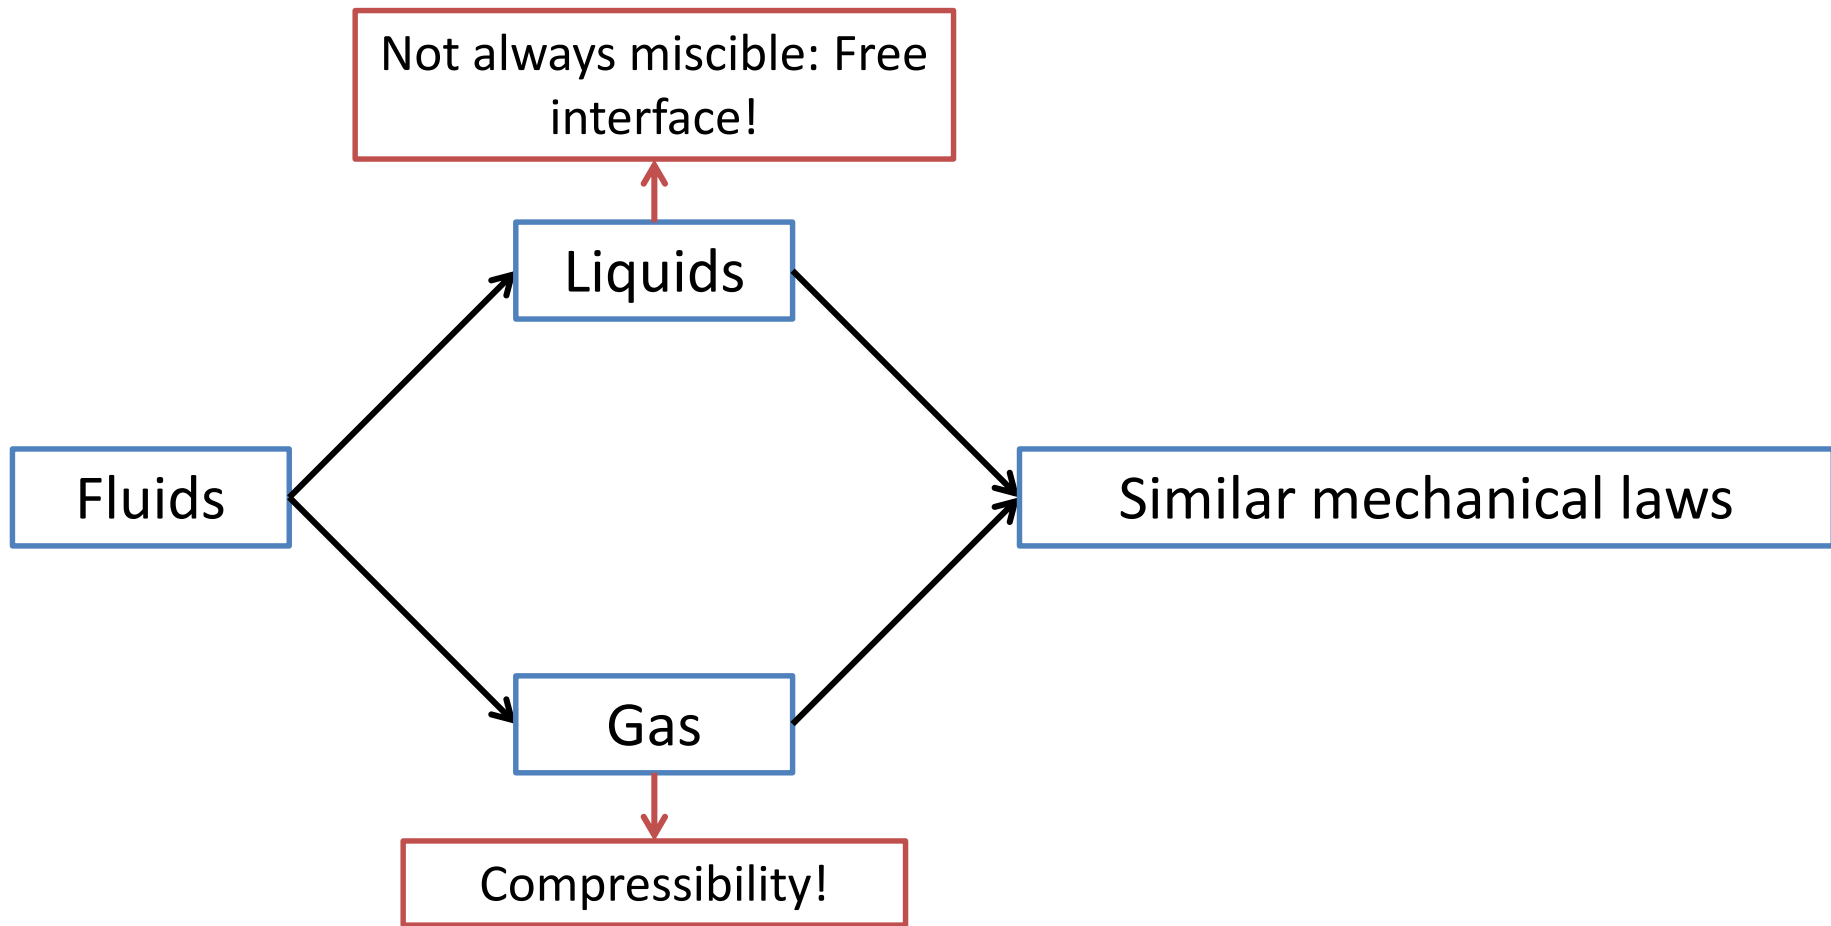 Not always miscible: Free
interface!
Liquids
Fluids
Similar mechanical laws
Gas
Compressibility!